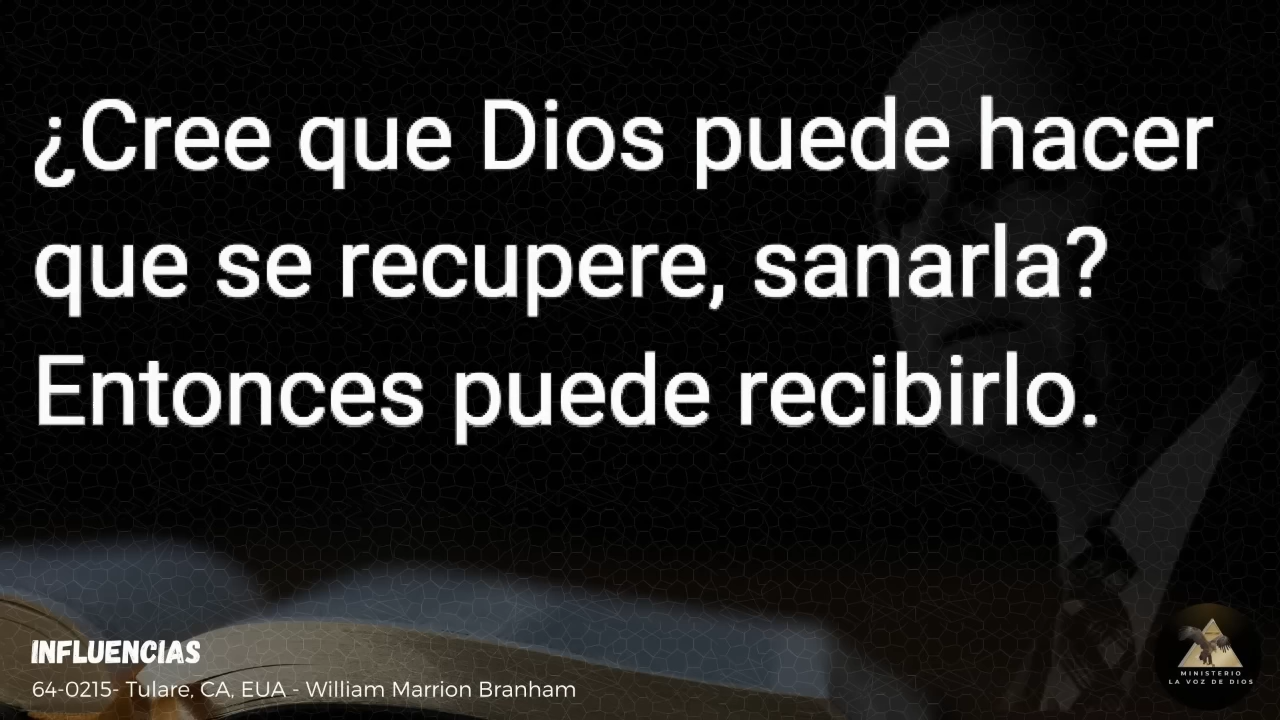 ¿Cree que Dios puede hacer
que se recupere, sanarla?
Entonces puede recibirlo.
INFLUENCIAS
64-0215- Tulare, CA, EUA - William Marrion Branham
MINISTERIO
LA VOZ DE DIOS